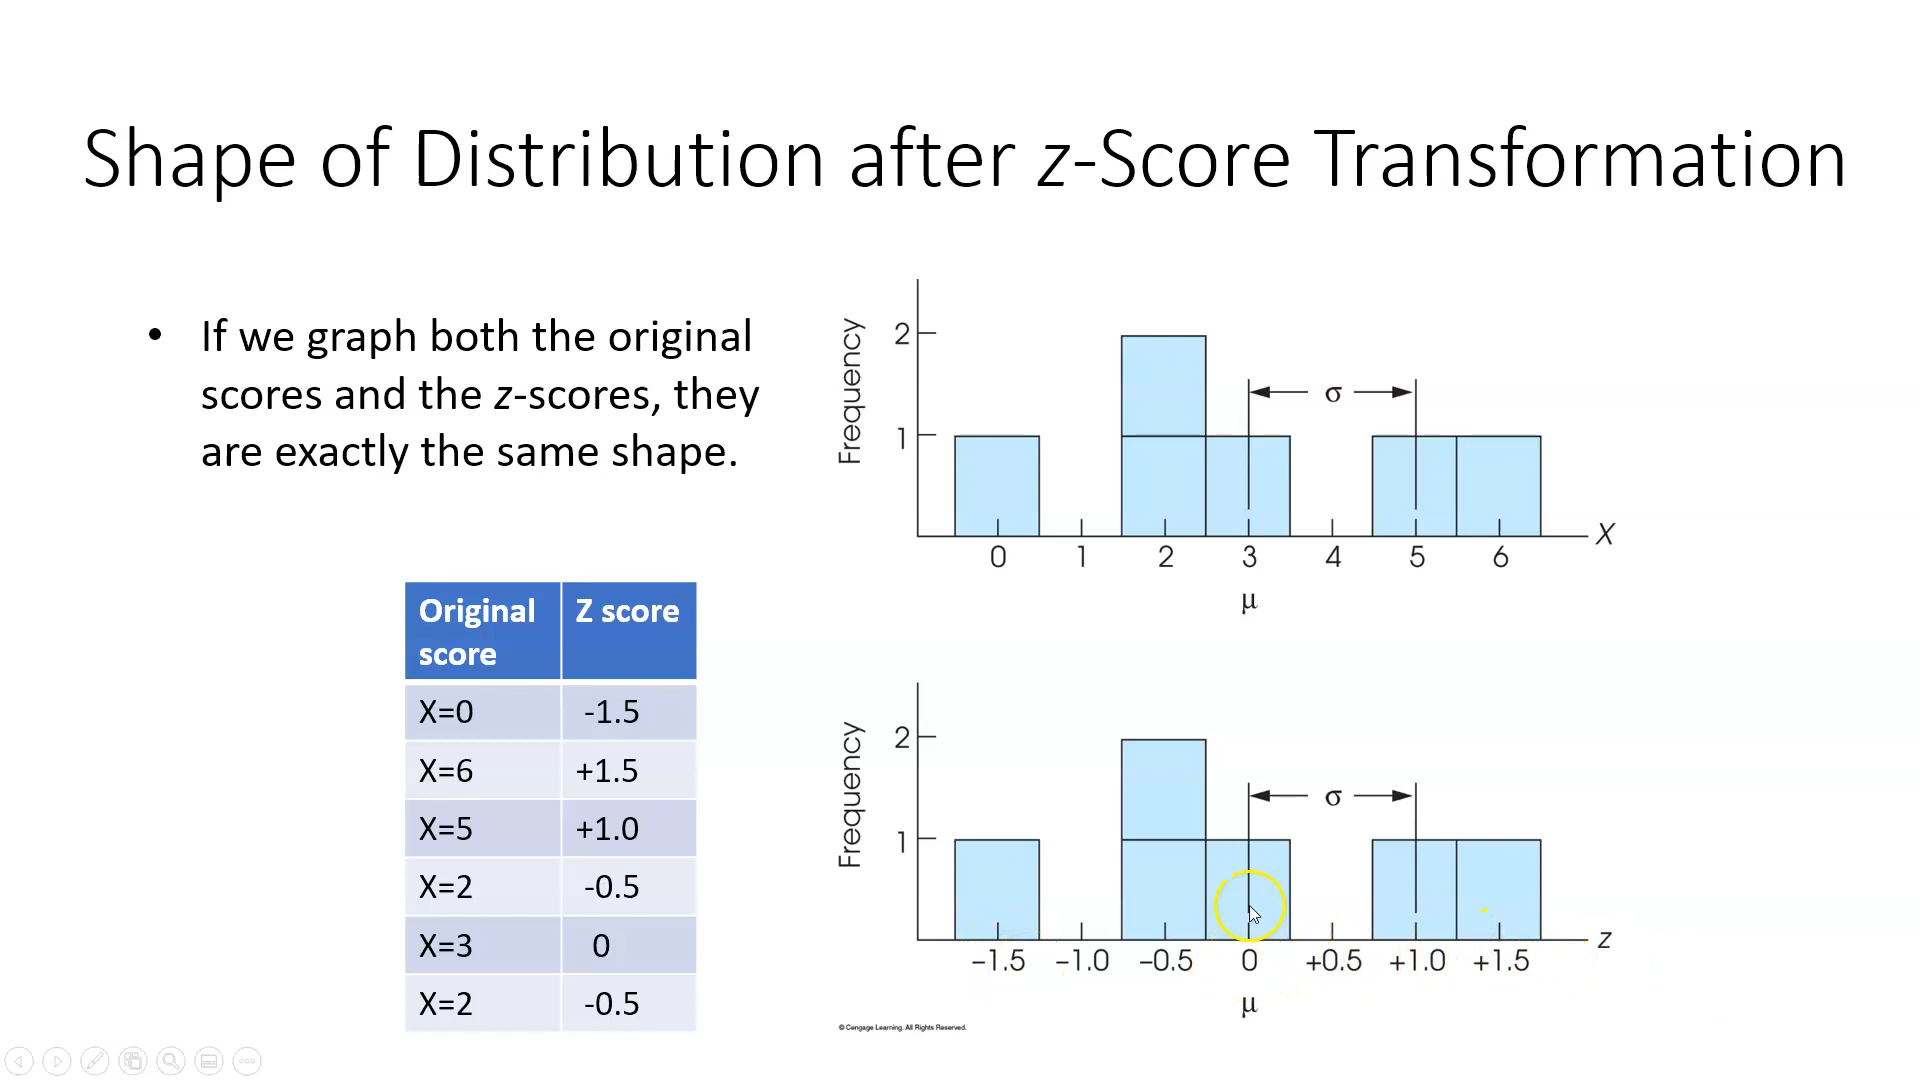 Shape of Distribution after z-Score Transformation
• If we graph both the original
scores and the z-scores, they
are exactly the same shape.
Original score Z score
X=0 -1.5
X=6 +1.5
X=5 +1.0
X=2 -0.5
X=3 0
X=2 -0.5
Frequency
2
1
σ
X
0 1 2 3 4 5 6
μ
Frequency
2
1
σ
z
–1.5 –1.0 –0.5 0 +0.5 +1.0 +1.5
μ
© Cengage Learning. All Rights Reserved.